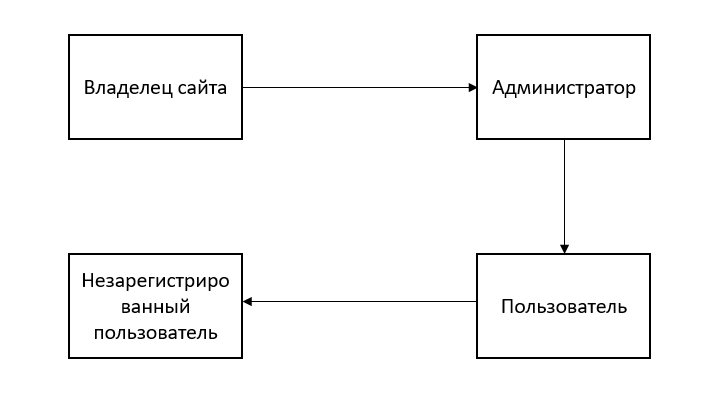 Владелец сайта
Администратор
Незарегистриро
ванный
пользователь
Пользователь